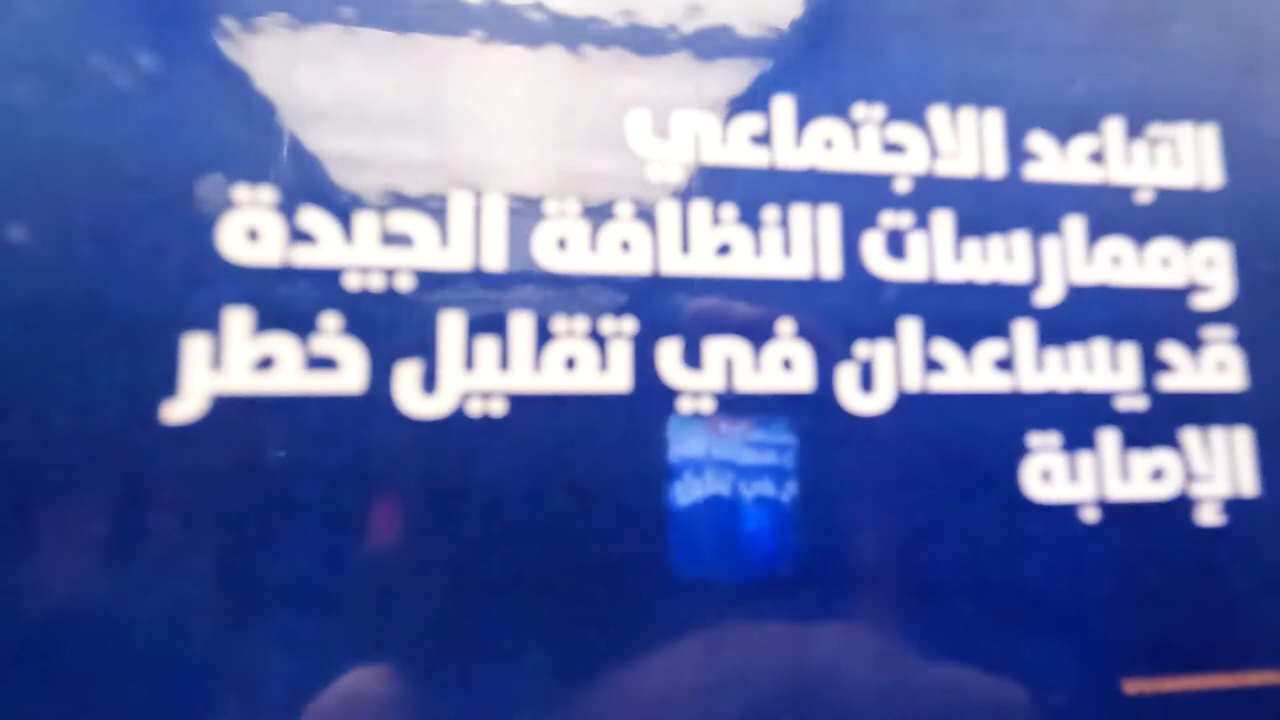 التباعد الاجتماعي
وممارسات النظافة الجيدة
قد يساعدان في تقليل خطر
الإصابة